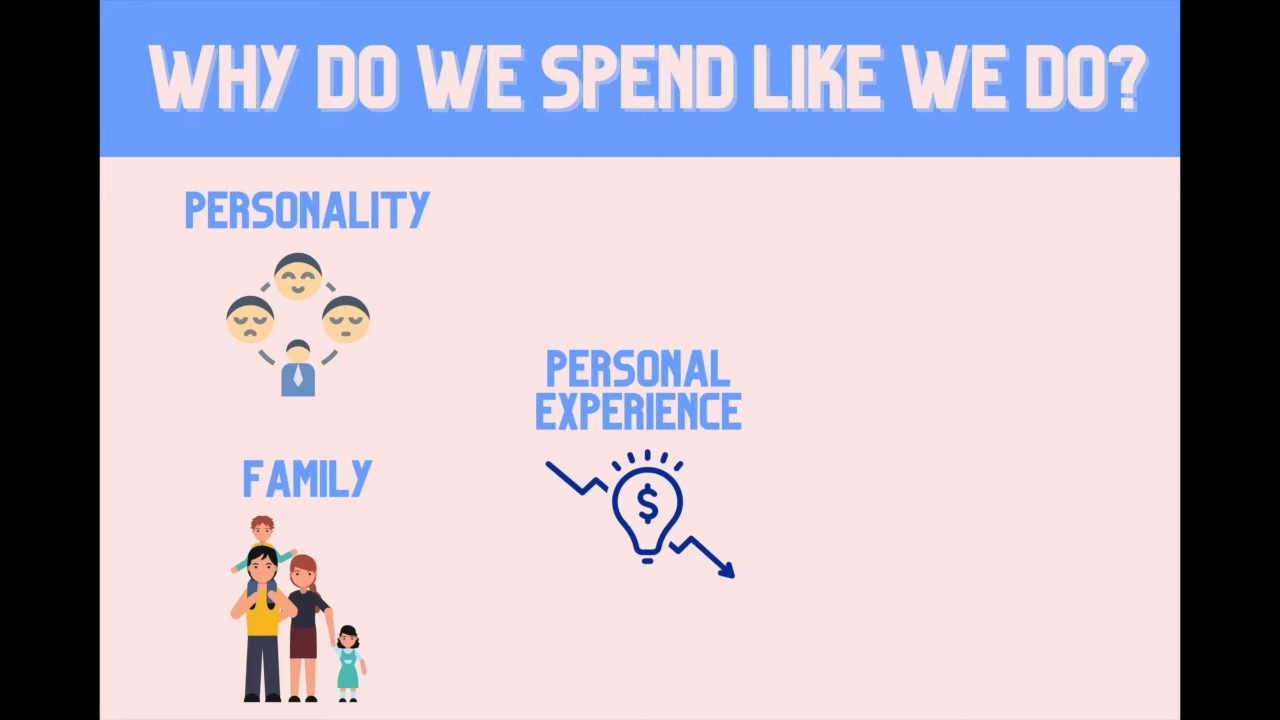 WHY DO WE SPEND LIKE WE DO?
PERSONALITY
FAMILY
PERSONAL
EXPERIENCE
$